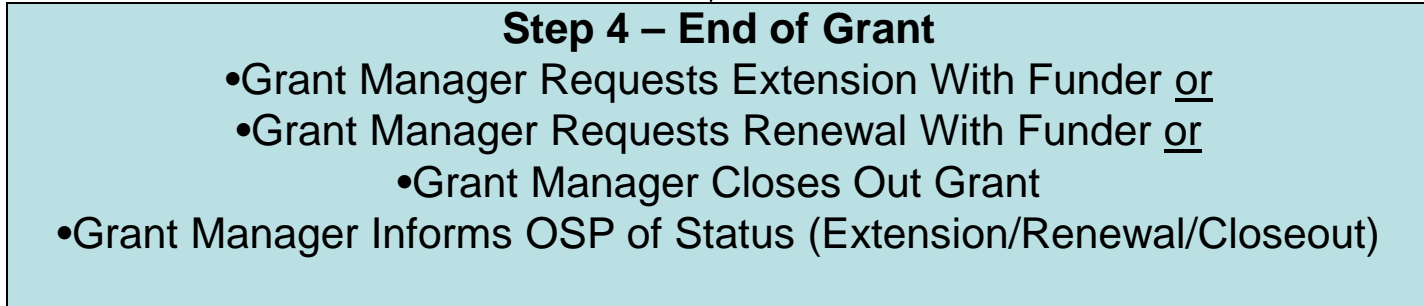 Step 4 – End of Grant
•Grant Manager Requests Extension With Funder or
•Grant Manager Requests Renewal With Funder or
•Grant Manager Closes Out Grant
•Grant Manager Informs OSP of Status (Extension/Renewal/Closeout)